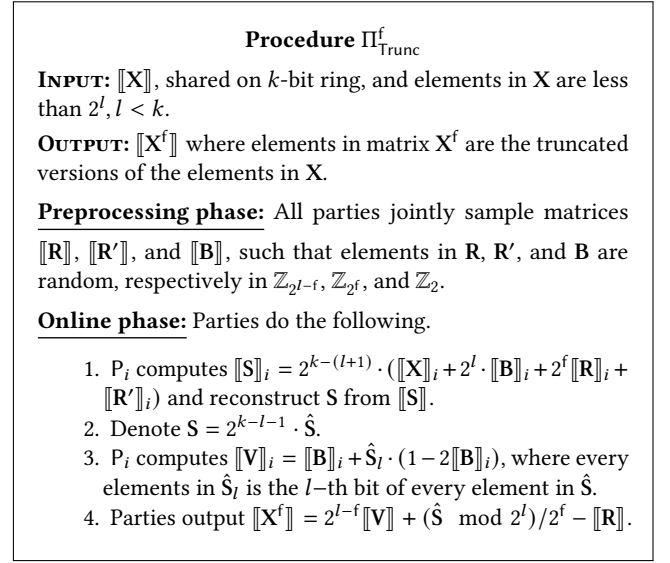 Procedure Π^f_Trunc
INPUT: ⟦X⟧, shared on k-bit ring, and elements in X are less
than 2^l, l < k.
OUTPUT: ⟦X^f⟧ where elements in matrix X^f are the truncated
versions of the elements in X.
Preprocessing phase: All parties jointly sample matrices
⟦R⟧, ⟦R′⟧, and ⟦B⟧, such that elements in R, R′, and B are
random, respectively in ℤ_{2^{l−f}}, ℤ_{2^f}, and ℤ_2.
Online phase: Parties do the following.
1. P_i computes ⟦S⟧_i = 2^{k−(l+1)} · (⟦X⟧_i + 2^l · ⟦B⟧_i + 2^f ⟦R⟧_i +
⟦R′⟧_i) and reconstruct S from ⟦S⟧.
2. Denote S = 2^{k−l−1} · Ŝ.
3. P_i computes ⟦V⟧_i = ⟦B⟧_i + Ŝ_l · (1 − 2⟦B⟧_i), where every
elements in Ŝ_l is the l−th bit of every element in Ŝ.
4. Parties output ⟦X^f⟧ = 2^{l−f}⟦V⟧ + (Ŝ mod 2^l)/2^f − ⟦R⟧.